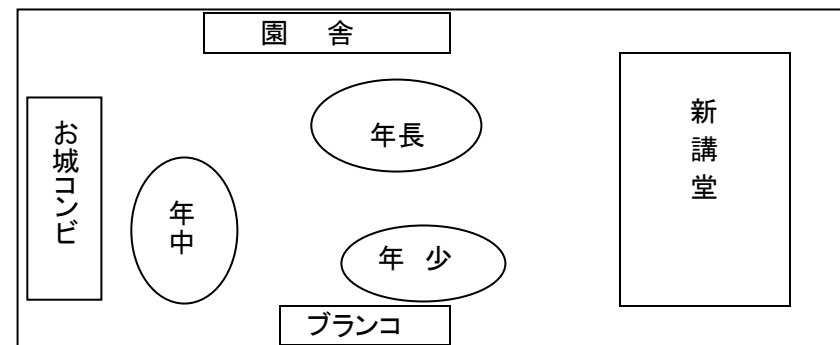 園 舎
年長
新講堂
お城コンビ
年中
年 少
ブランコ